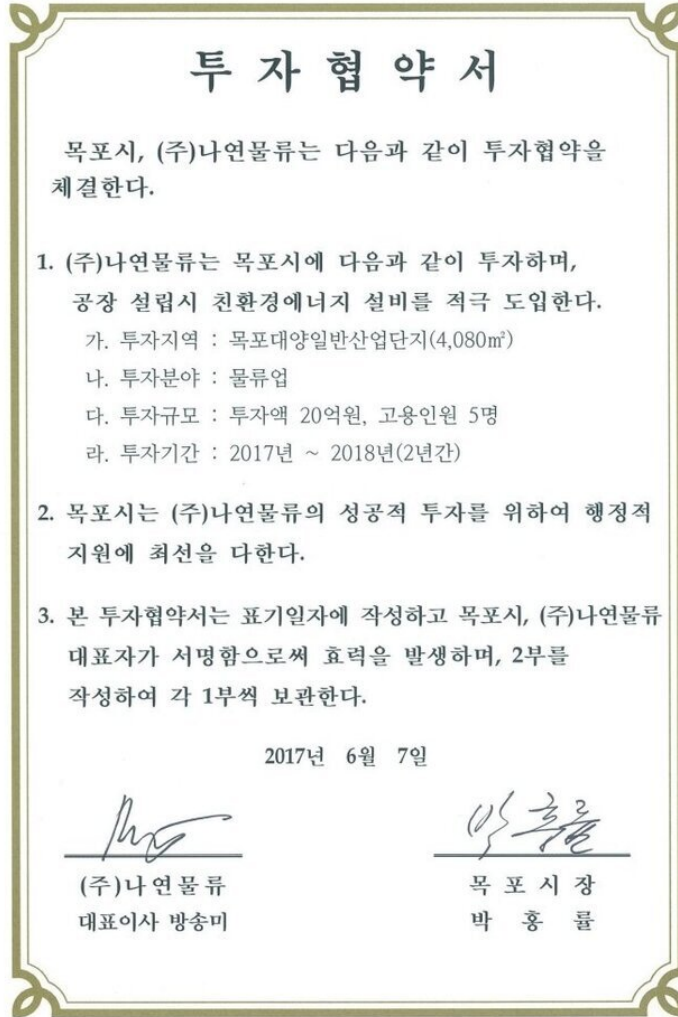 투 자 협 약 서
목포시, (주)나연물류는 다음과 같이 투자협약을
체결한다.
1. (주)나연물류는 목포시에 다음과 같이 투자하며,
공장 설립시 친환경에너지 설비를 적극 도입한다.
가. 투자지역 : 목포대양일반산업단지(4,080㎡)
나. 투자분야 : 물류업
다. 투자규모 : 투자액 20억원, 고용인원 5명
라. 투자기간 : 2017년 ~ 2018년(2년간)
2. 목포시는 (주)나연물류의 성공적 투자를 위하여 행정적
지원에 최선을 다한다.
3. 본 투자협약서는 표기일자에 작성하고 목포시, (주)나연물류
대표자가 서명함으로써 효력을 발생하며, 2부를
작성하여 각 1부씩 보관한다.
2017년 6월 7일
박홍률
(주)나연물류 목 포 시 장
대표이사 방송미 박 홍 률